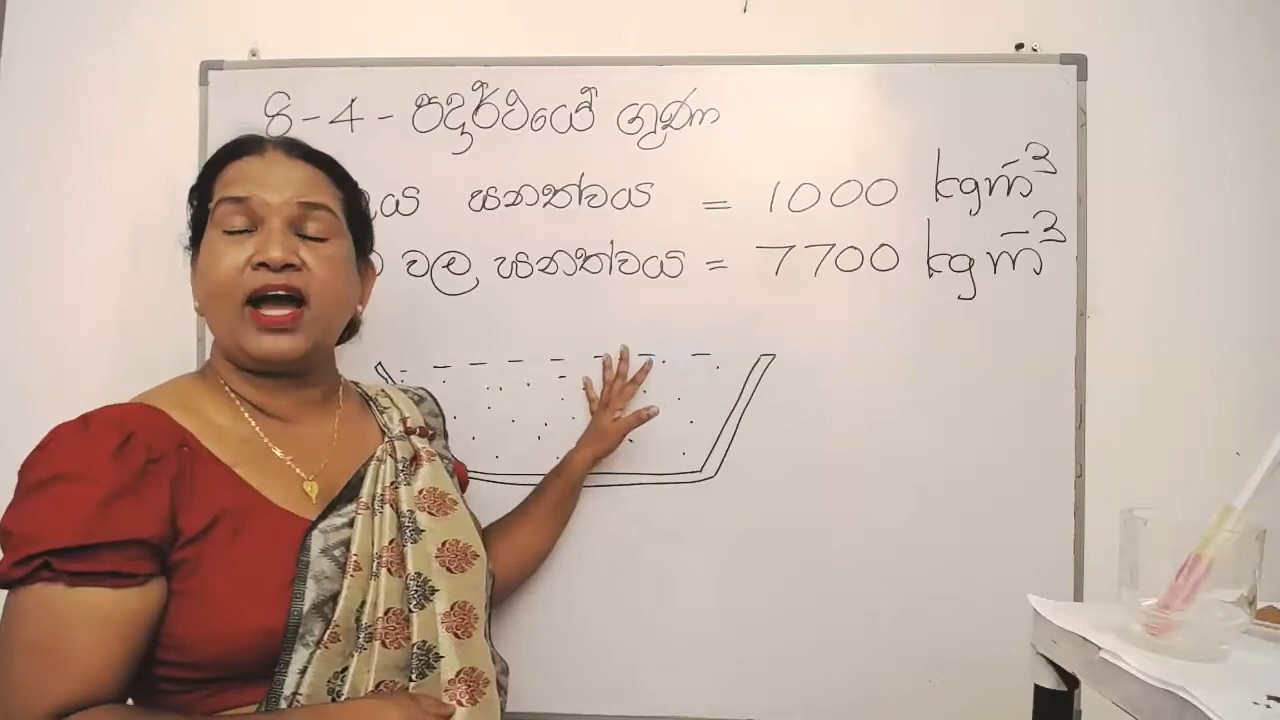 8-4- පදාර්ථයේ ගුණ
ඝනත්වය = 1000 kgm⁻³
වල ඝනත්වය = 7700 kgm⁻³